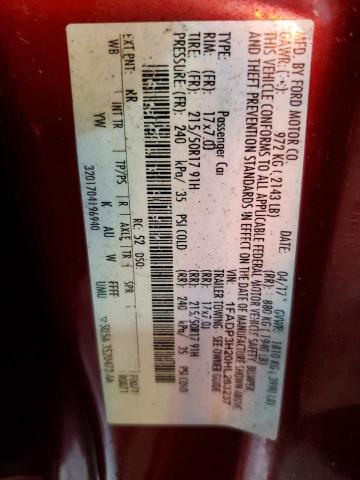 MFD. BY FORD MOTOR CO.
DATE: 04/17 GVWR: 1810 KG (3990 LB)
GAWR: (FR): 972 KG (2143 LB) (RR): 880 KG (1940 LB)
THIS VEHICLE CONFORMS TO ALL APPLICABLE FEDERAL MOTOR VEHICLE SAFETY, BUMPER,
AND THEFT PREVENTION STANDARDS IN EFFECT ON THE DATE OF MANUFACTURE SHOWN ABOVE.
VIN: 1FADP3H20HL283237
TYPE: Passenger Car TRAILER TOWING - SEE OWNER GUIDE
RIM: (FR): 17x7.0J (RR): 17x7.0J
TIRE: (FR): 215/50R17 91H (RR): 215/50R17 91H
PRESSURE: (FR): 240 kPa/ 35 PSI COLD (RR): 240 kPa/ 35 PSI COLD
EXT PNT: RR RC: 52 DSO:
WB INT TR TP/PS R AXLE TR
YW
K AU W F
UMU
3201704196940